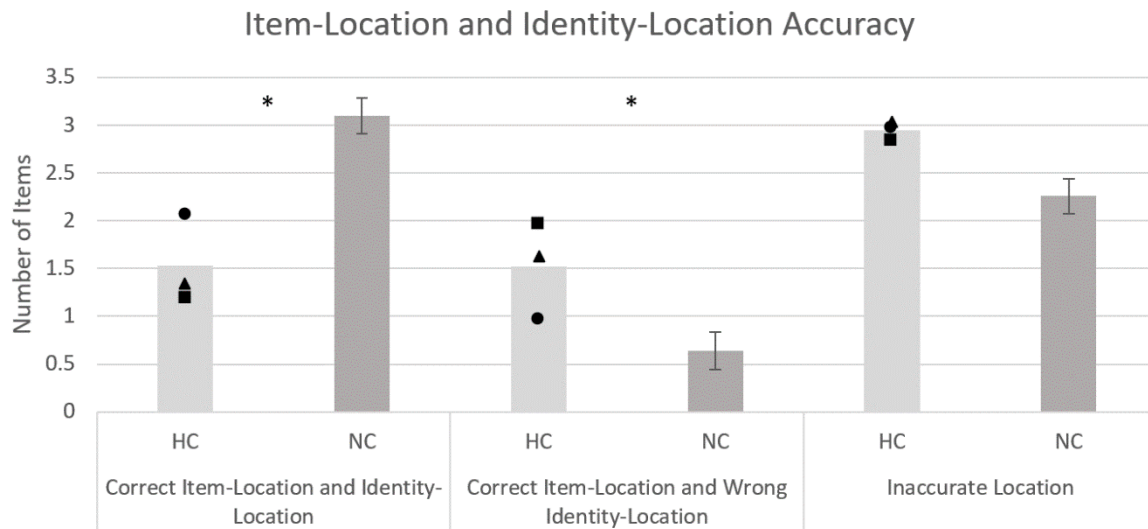 Item-Location and Identity-Location Accuracy
Number of Items
3.5
3
2.5
2
1.5
1
0.5
0
*
*
HC
NC
HC
NC
HC
NC
Correct Item-Location and Identity-
Location
Correct Item-Location and Wrong
Identity-Location
Inaccurate Location